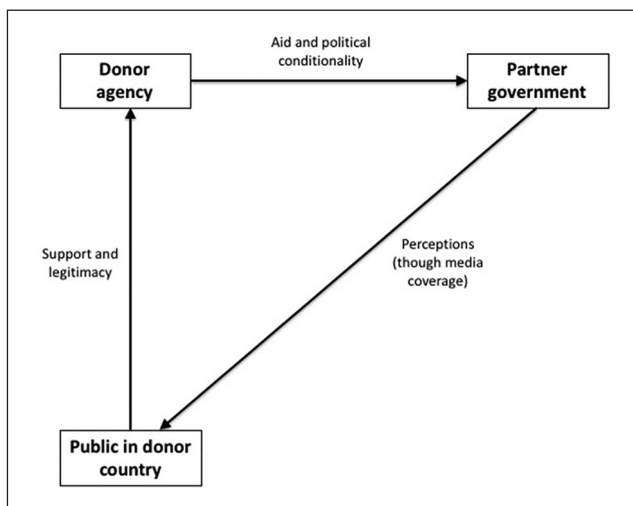 Aid and political
conditionality
Donor
agency
Partner
government
Support and
legitimacy
Perceptions
(though media
coverage)
Public in donor
country